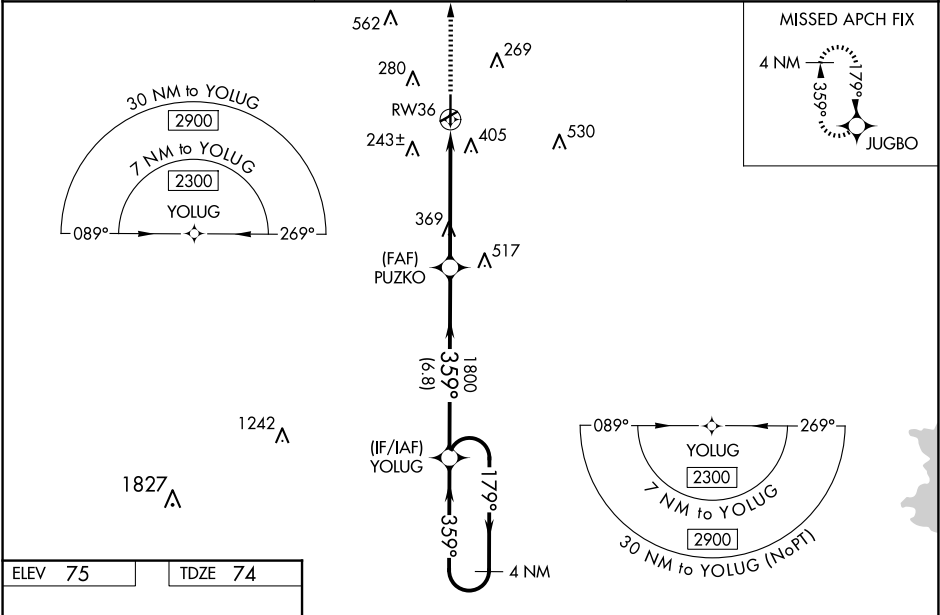 MISSED APCH FIX
4 NM
359°
179°
JUGBO
562
269
280
RW36
243±
405
530
30 NM to YOLUG
2900
7 NM to YOLUG
2300
YOLUG
089°
269°
369
(FAF)
PUZKO
517
1800
359°
(6.8)
1242
(IF/IAF)
YOLUG
1827
179°
359°
4 NM
089°
269°
YOLUG
2300
7 NM to YOLUG
2900
30 NM to YOLUG (NoPT)
ELEV 75
TDZE 74